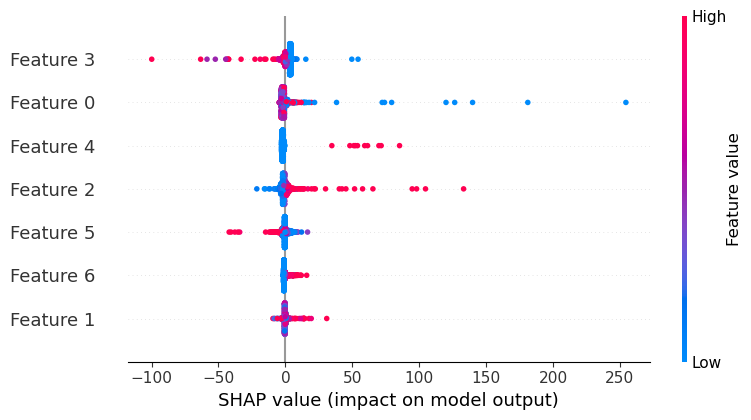 High
Feature 3
Feature 0
Feature 4
Feature 2
Feature 5
Feature 6
Feature 1
Feature value
Low
−100 −50 0 50 100 150 200 250
SHAP value (impact on model output)